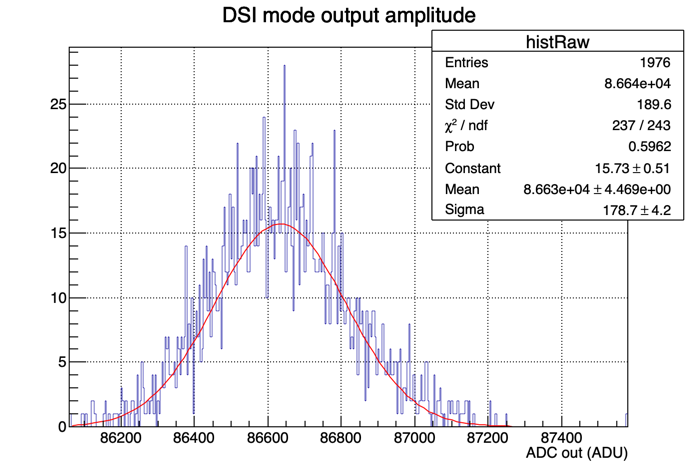 DSI mode output amplitude
histRaw
Entries 1976
Mean 8.664e+04
Std Dev 189.6
χ² / ndf 237 / 243
Prob 0.5962
Constant 15.73 ± 0.51
Mean 8.663e+04 ± 4.469e+00
Sigma 178.7 ± 4.2
25
20
15
10
5
0
86200 86400 86600 86800 87000 87200 87400
ADC out (ADU)